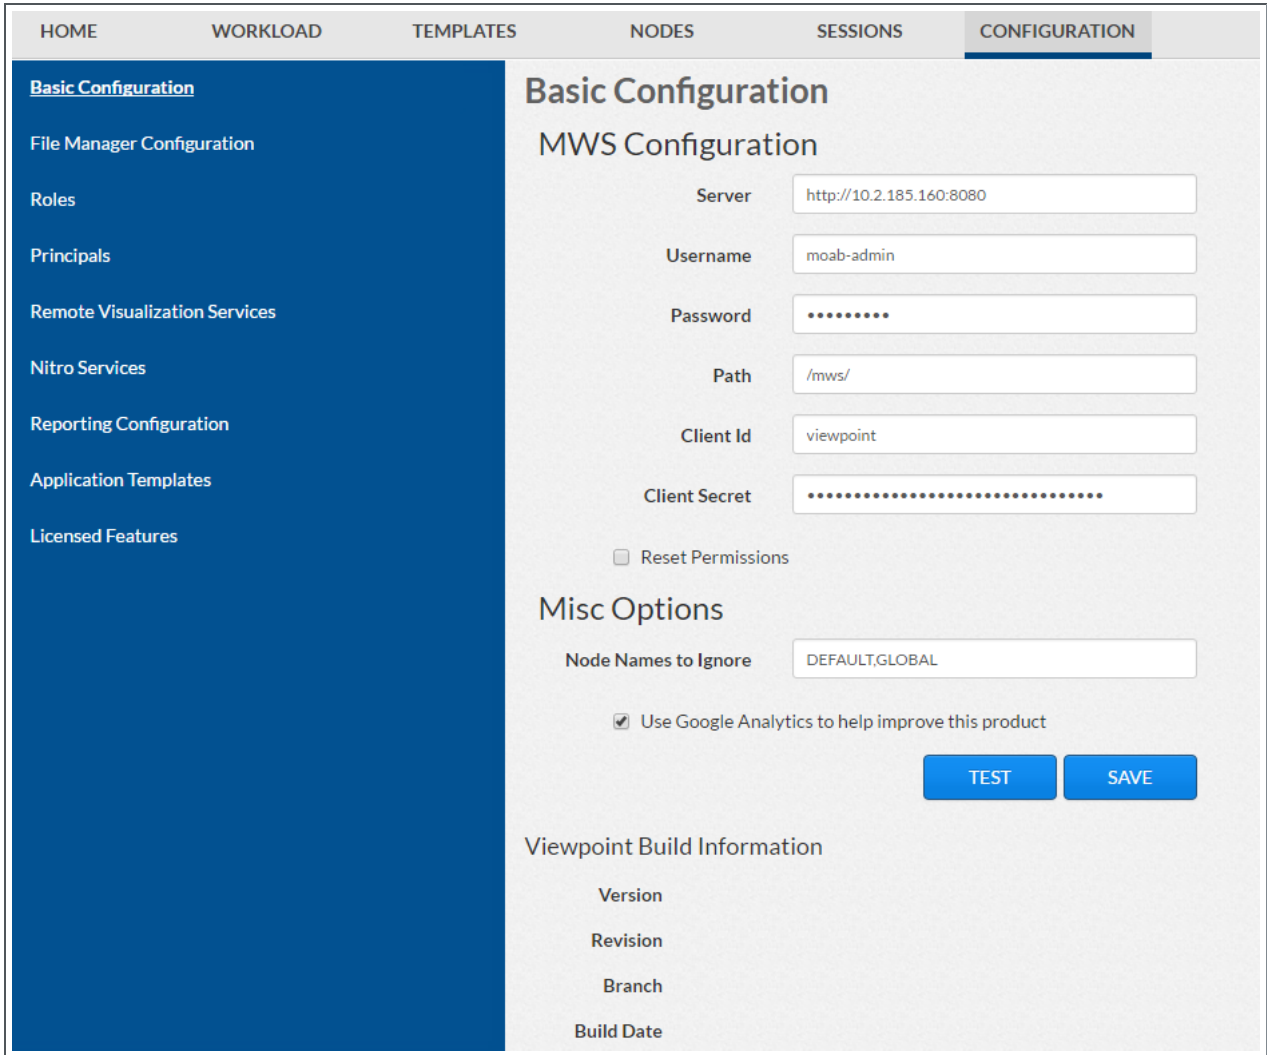 HOME WORKLOAD TEMPLATES NODES SESSIONS CONFIGURATION
Basic Configuration
File Manager Configuration
Roles
Principals
Remote Visualization Services
Nitro Services
Reporting Configuration
Application Templates
Licensed Features
Basic Configuration
MWS Configuration
Server http://10.2.185.160:8080
Username moab-admin
Password •••••••••
Path /mws/
Client Id viewpoint
Client Secret ••••••••••••••••••••••••••••••••
Reset Permissions
Misc Options
Node Names to Ignore DEFAULT,GLOBAL
Use Google Analytics to help improve this product
TEST SAVE
Viewpoint Build Information
Version
Revision
Branch
Build Date